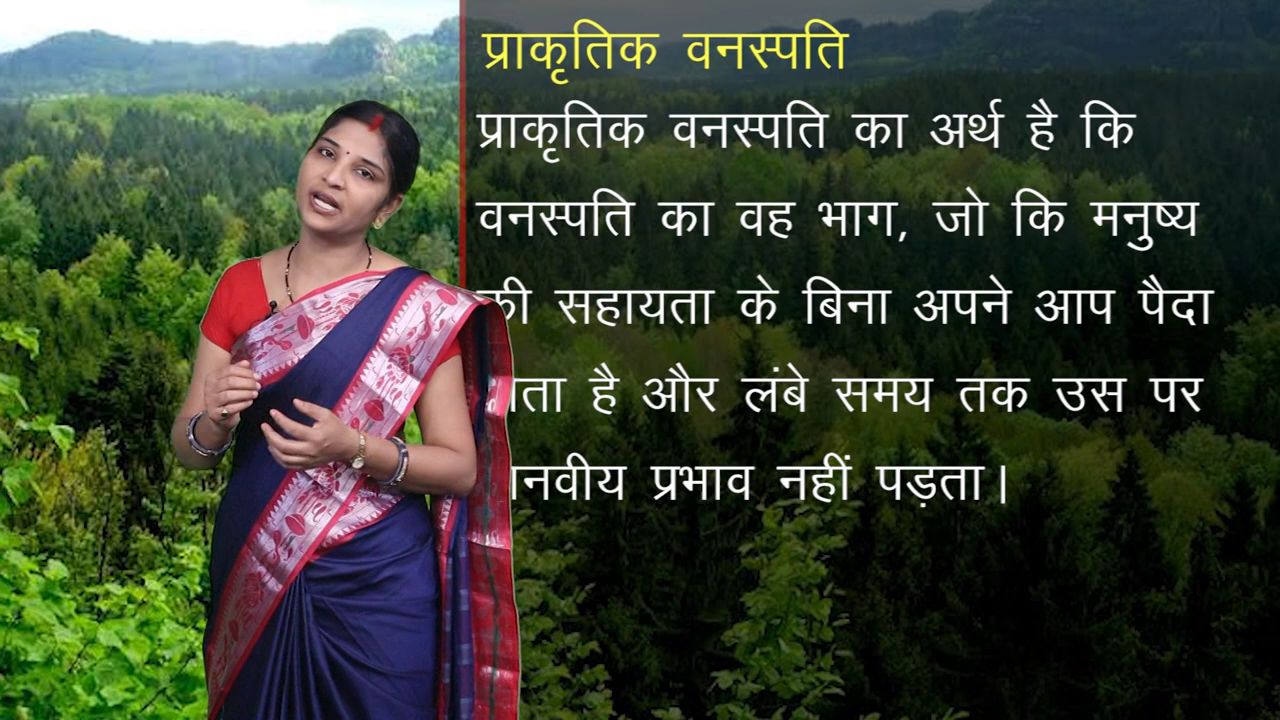 प्राकृतिक वनस्पति
प्राकृतिक वनस्पति का अर्थ है कि
वनस्पति का वह भाग, जो कि मनुष्य
की सहायता के बिना अपने आप पैदा
है और लंबे समय तक उस पर
प्रभाव नहीं पड़ता।